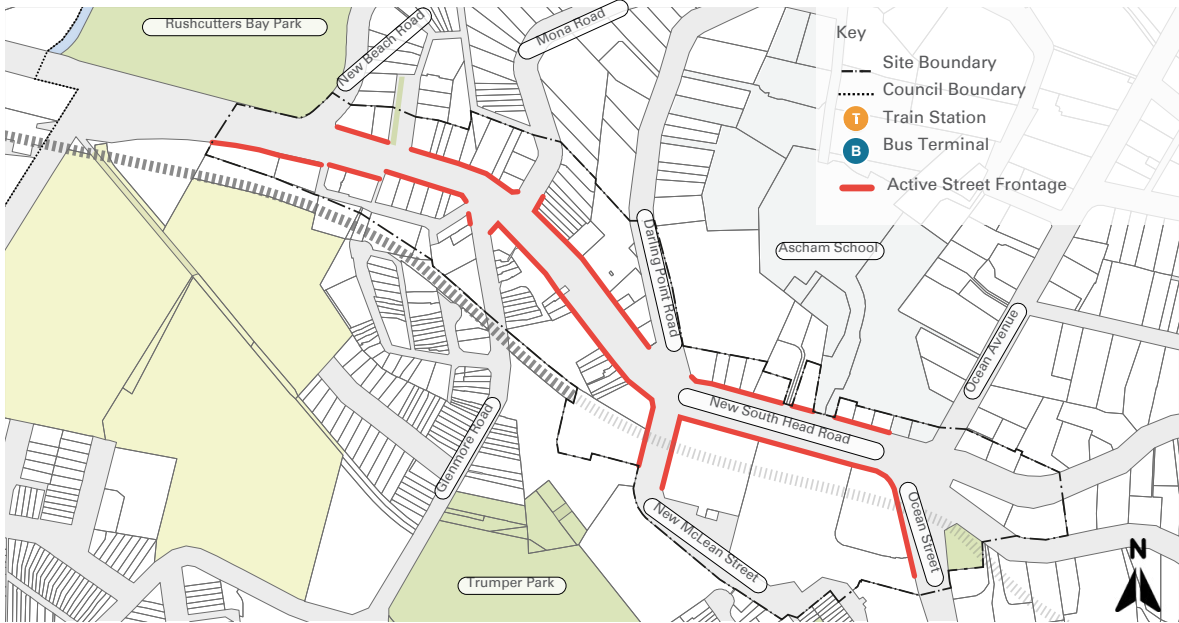 Rushcutters Bay Park
New Beach Road
Mona Road
Key
Site Boundary
Council Boundary
T
Train Station
B
Bus Terminal
Active Street Frontage
Darling Point Road
Ascham School
Ocean Avenue
New South Head Road
Glenmore Road
New McLean Street
Ocean Street
Trumper Park
N